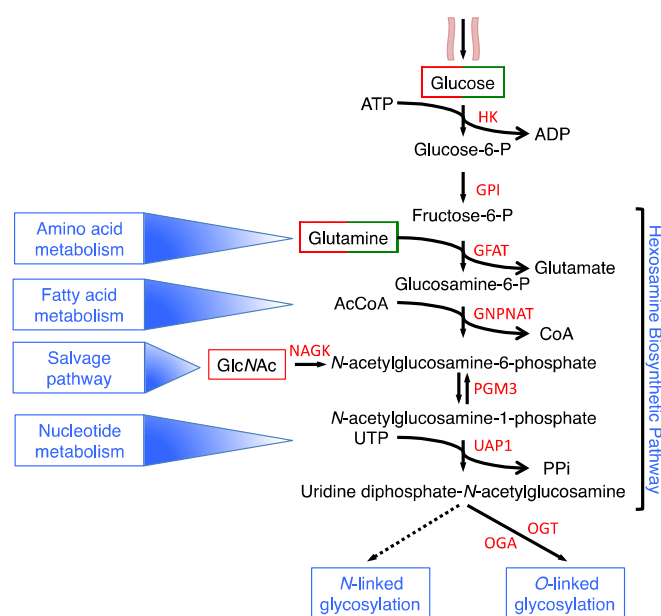 Glucose
ATP
HK
ADP
Glucose-6-P
GPI
Fructose-6-P
Amino acid
metabolism
Glutamine
GFAT
Glutamate
Glucosamine-6-P
Fatty acid
metabolism
AcCoA
GNPNAT
CoA
Salvage
pathway
GlcNAc
NAGK
N-acetylglucosamine-6-phosphate
PGM3
N-acetylglucosamine-1-phosphate
Nucleotide
metabolism
UTP
UAP1
PPi
Uridine diphosphate-N-acetylglucosamine
Hexosamine Biosynthetic Pathway
OGT
OGA
N-linked
glycosylation
O-linked
glycosylation